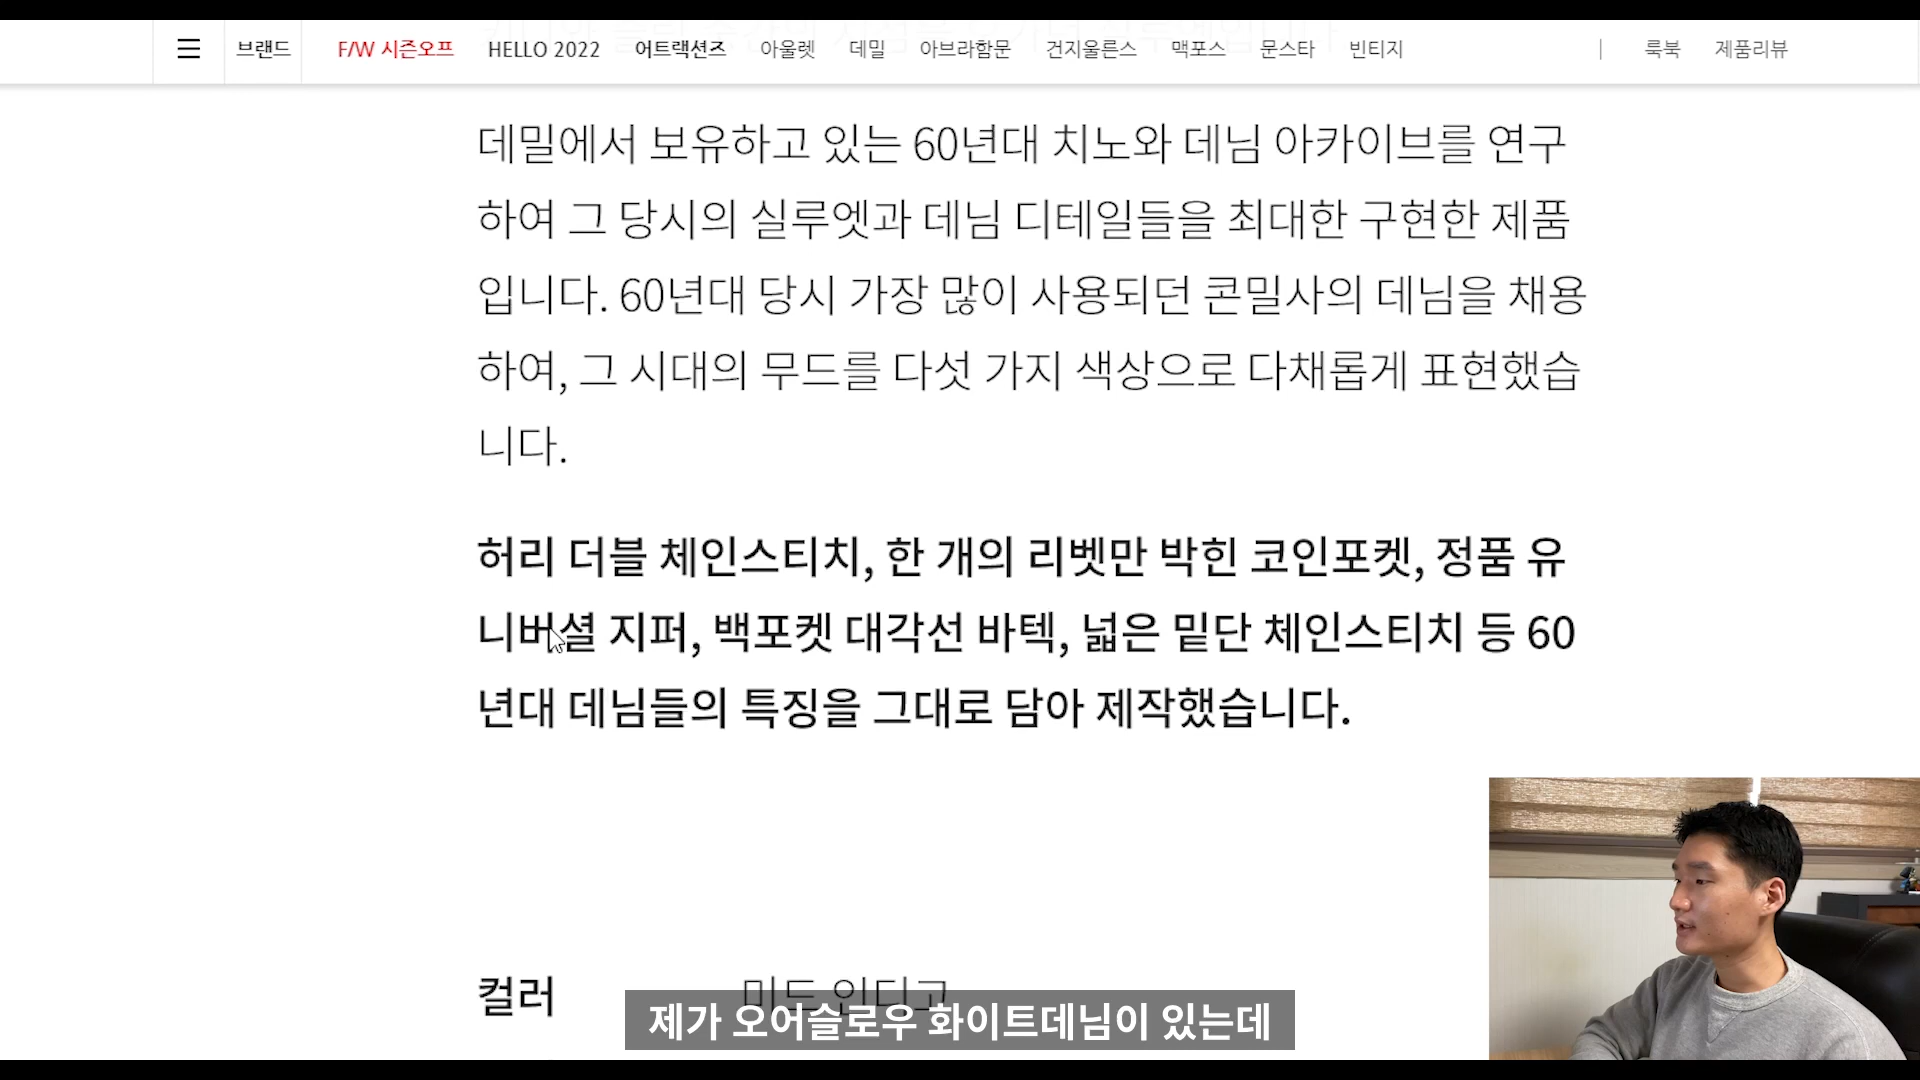 브랜드 F/W 시즌오프 HELLO 2022 어트랙션즈 아울렛 데밀 아브라함문 건지울른스 맥포스 문스타 빈티지 | 룩북 제품리뷰
데밀에서 보유하고 있는 60년대 치노와 데님 아카이브를 연구
하여 그 당시의 실루엣과 데님 디테일들을 최대한 구현한 제품
입니다. 60년대 당시 가장 많이 사용되던 콘밀사의 데님을 채용
하여, 그 시대의 무드를 다섯 가지 색상으로 다채롭게 표현했습
니다.
허리 더블 체인스티치, 한 개의 리벳만 박힌 코인포켓, 정품 유
니버셜 지퍼, 백포켓 대각선 바텍, 넓은 밑단 체인스티치 등 60
년대 데님들의 특징을 그대로 담아 제작했습니다.
컬러 미드 인디고
제가 오어슬로우 화이트데님이 있는데